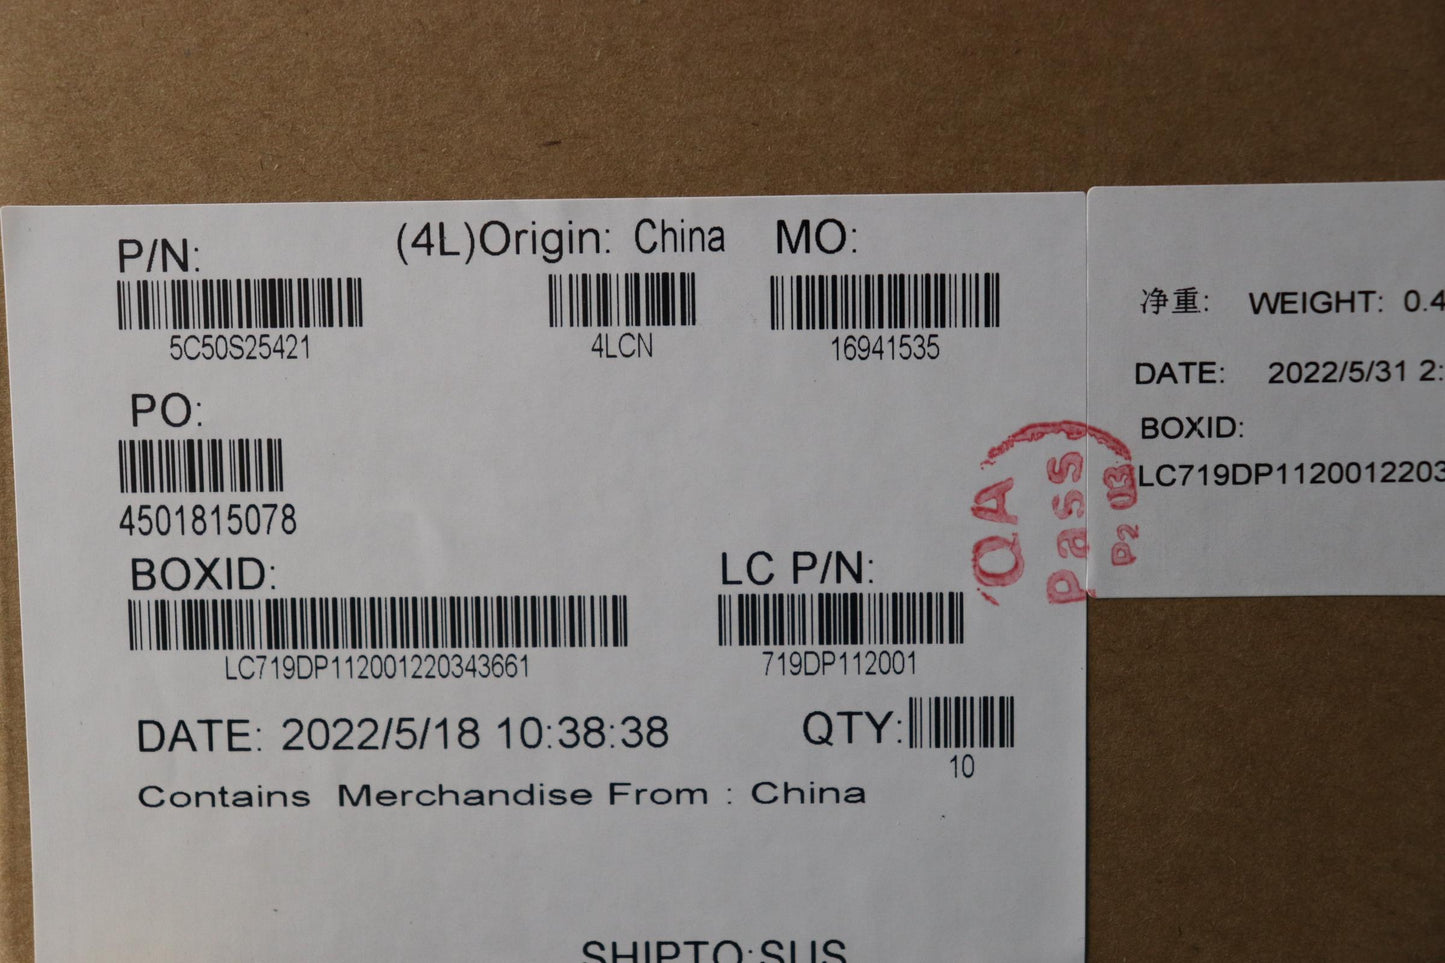 P/N:
(4L)Origin: China
MO:
5C50S25421
4LCN
16941535
PO:
4501815078
BOXID:
LC P/N:
LC719DP112001220343661
719DP112001
DATE: 2022/5/18 10:38:38
QTY:
10
Contains Merchandise From : China
SHIPTO:SUS
净重: WEIGHT: 0.4
DATE: 2022/5/31 2:
BOXID:
LC719DP1120012203
QA
Pass
P2 03